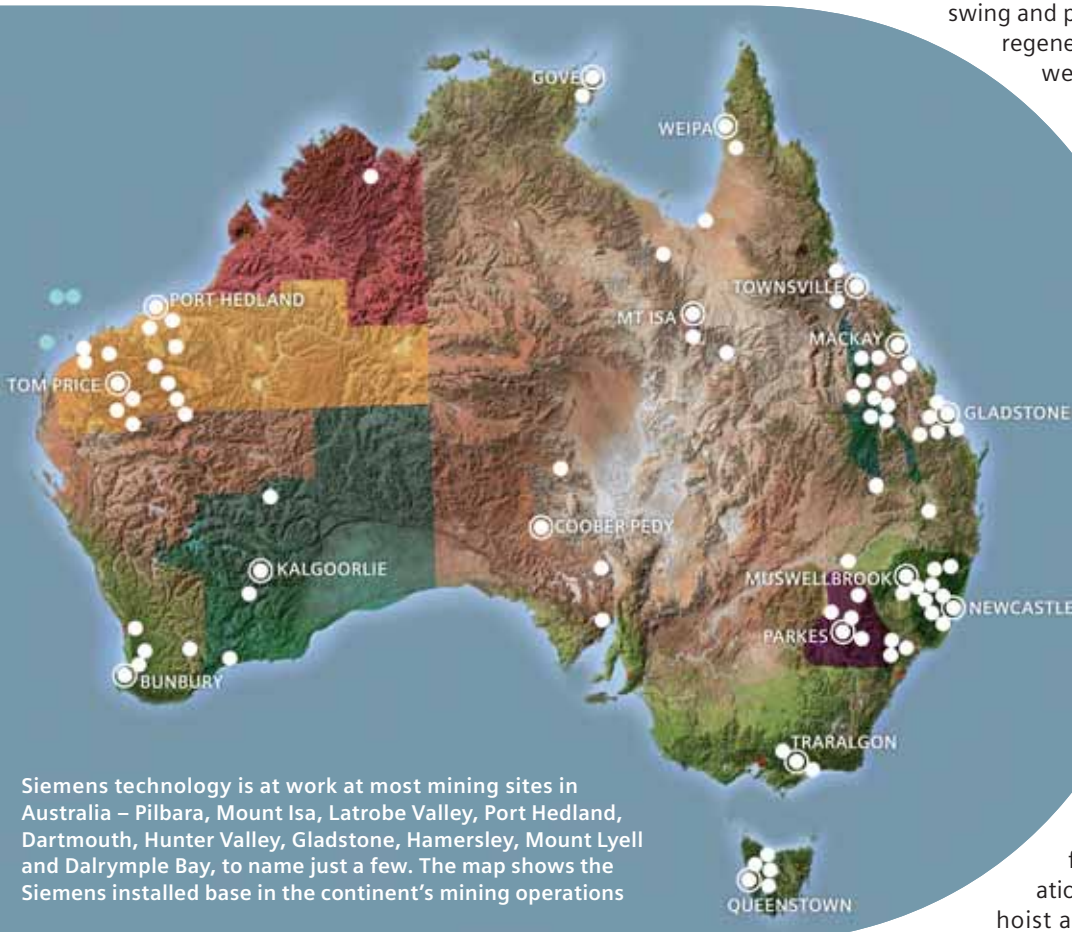 swing and p
regene
we
GOVE
WEIPA
PORT HEDLAND
TOWNSVILLE
MT ISA
MACKAY
TOM PRICE
GLADSTONE
COOBER PEDY
KALGOORLIE
MUSWELLBROOK
NEWCASTLE
PARKES
BUNBURY
TRARALGON
Siemens technology is at work at most mining sites in
Australia – Pilbara, Mount Isa, Latrobe Valley, Port Hedland,
Dartmouth, Hunter Valley, Gladstone, Hamersley, Mount Lyell
and Dalrymple Bay, to name just a few. The map shows the
Siemens installed base in the continent’s mining operations
QUEENSTOWN
f
atio
hoist a